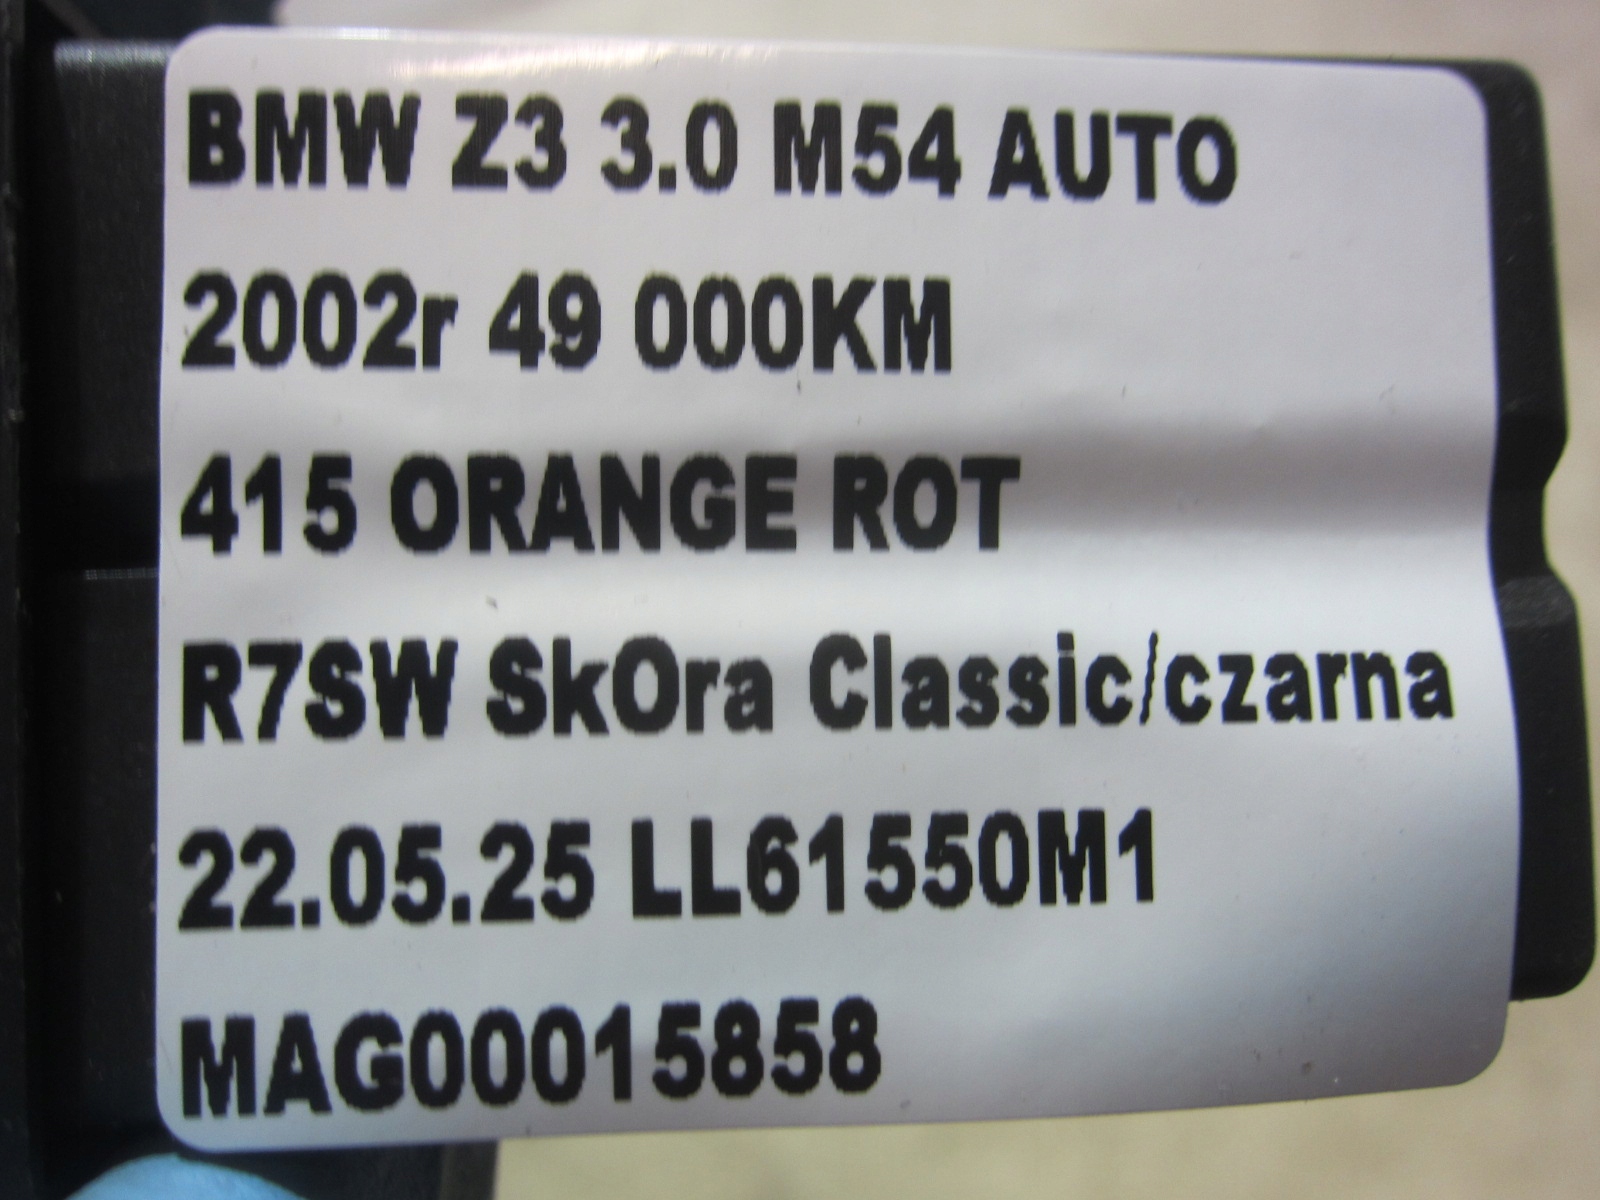 BMW Z3 3.0 M54 AUTO
2002r 49 000KM
415 ORANGE ROT
R7SW SkOra Classic/czarna
22.05.25 LL61550M1
MAG00015858